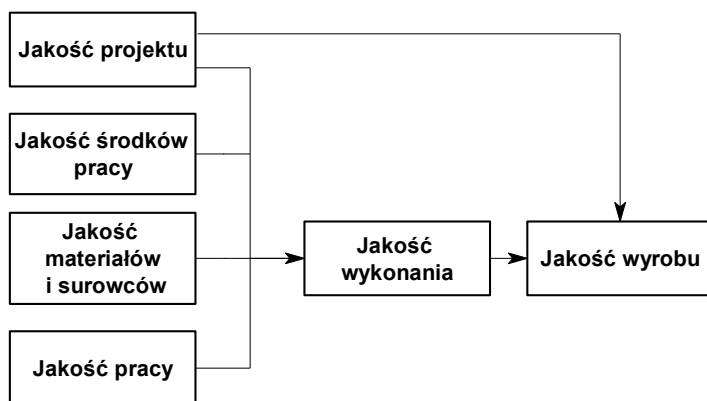 Jakość projektu
Jakość środków
pracy
Jakość
materiałów
i surowców
Jakość pracy
Jakość
wykonania
Jakość wyrobu